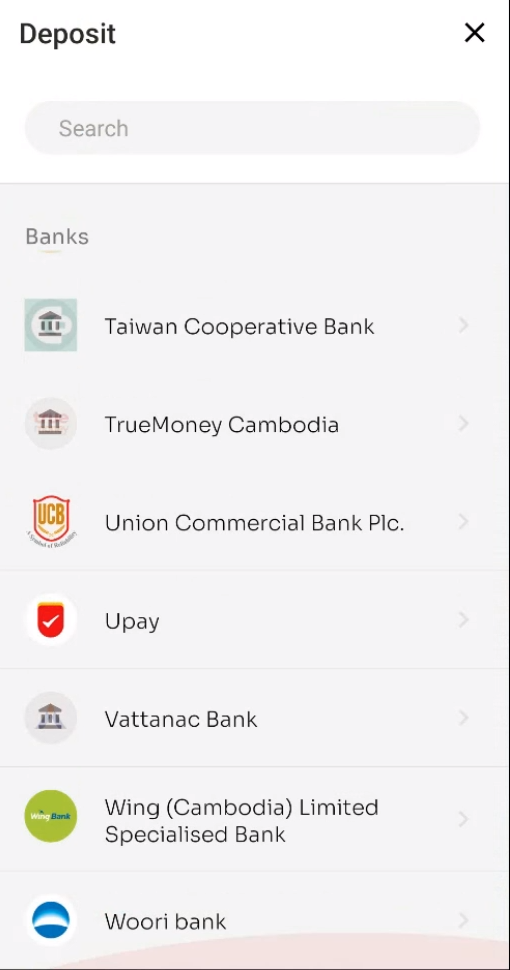 Deposit
Search
Banks
Taiwan Cooperative Bank
TrueMoney Cambodia
UCB
A Symbol of Reliability
Union Commercial Bank Plc.
Upay
Vattanac Bank
Wing Bank
Wing (Cambodia) Limited
Specialised Bank
Woori bank